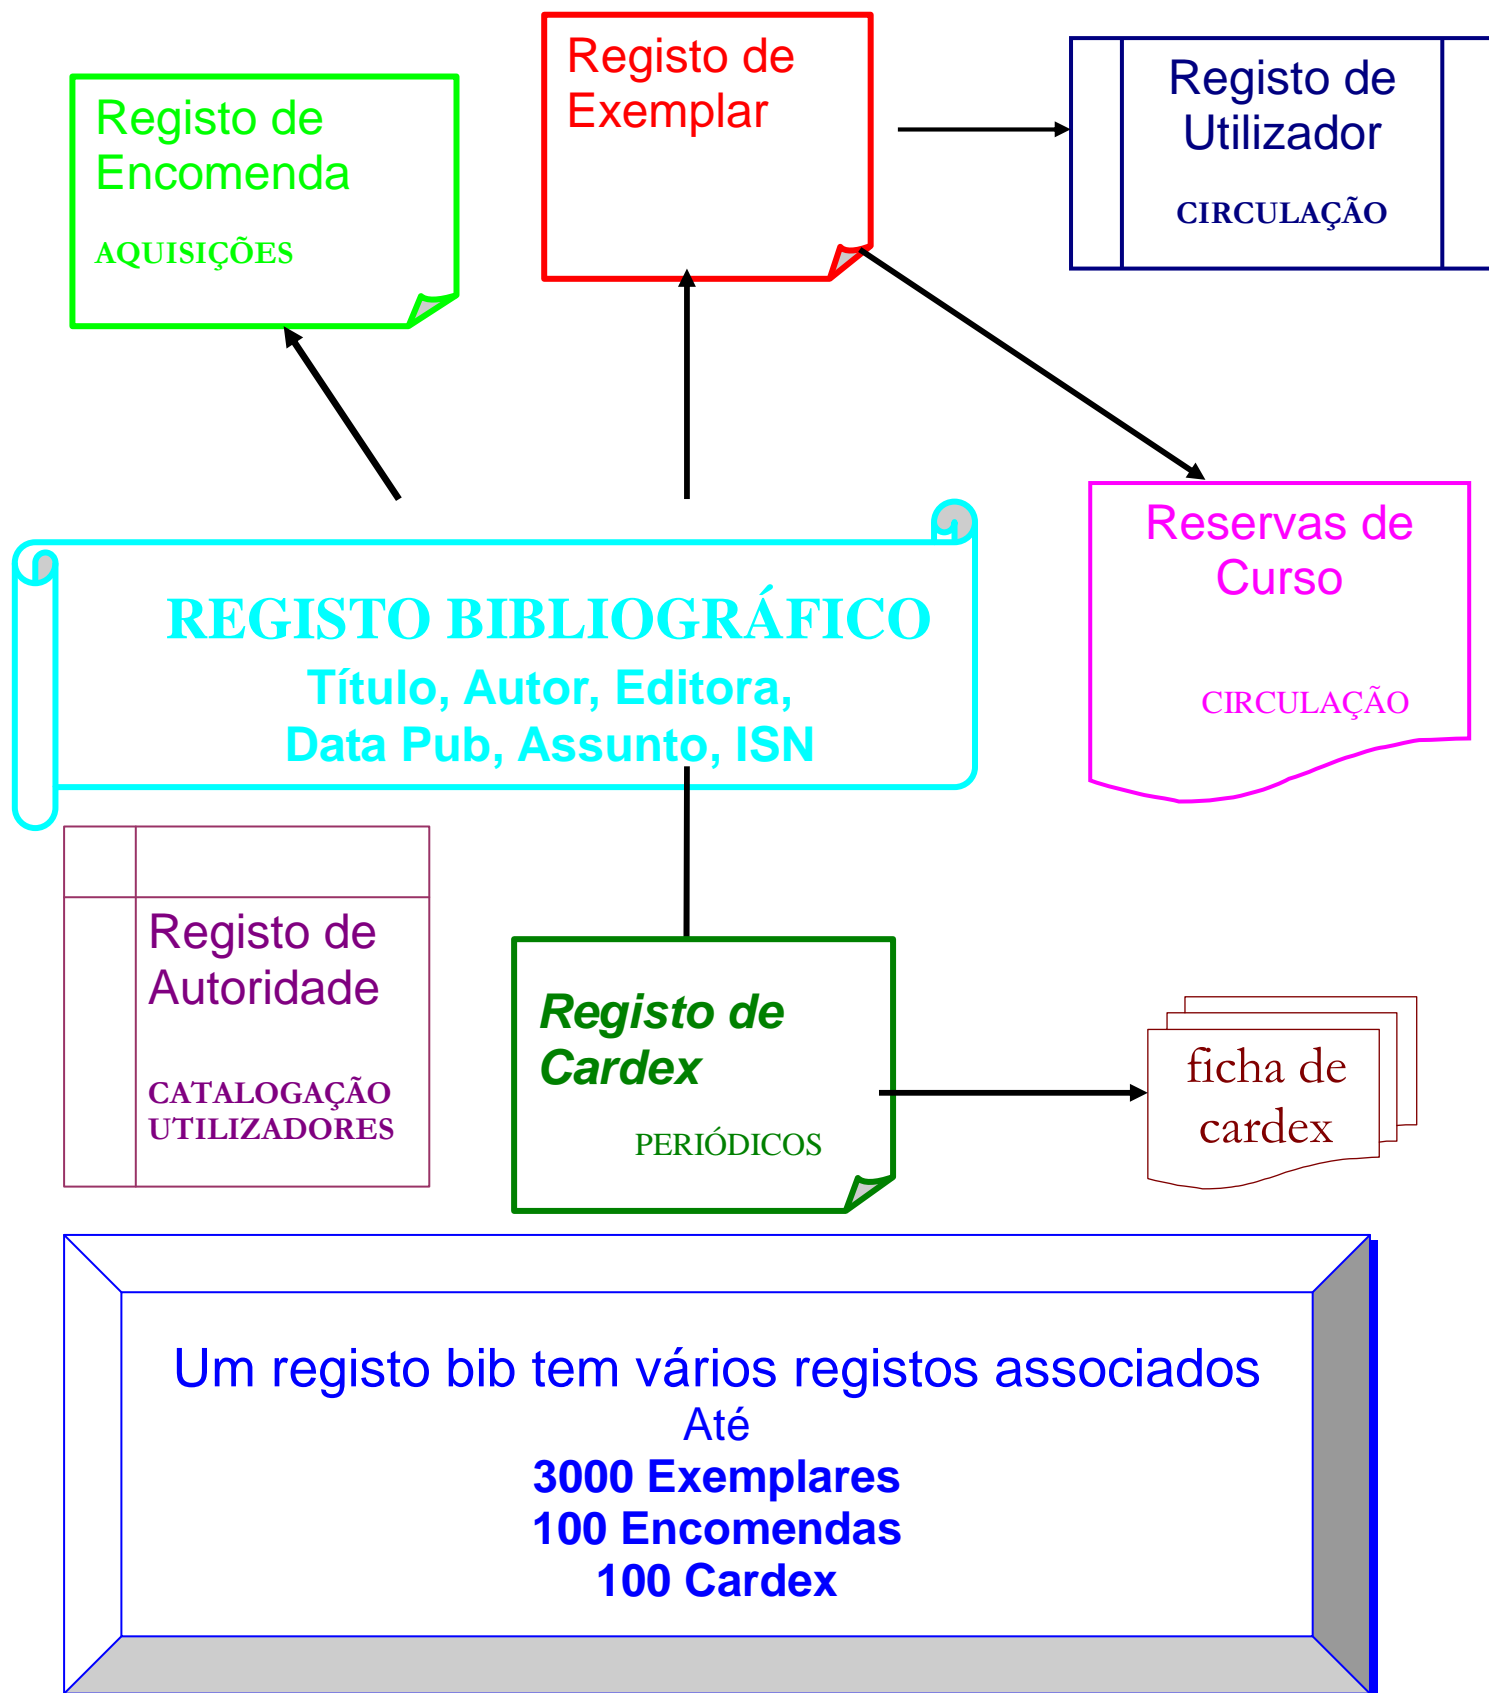 Registo de
Encomenda
AQUISIÇÕES
Registo de
Exemplar
Registo de
Utilizador
CIRCULAÇÃO
Reservas de
Curso
CIRCULAÇÃO
REGISTO BIBLIOGRÁFICO
Título, Autor, Editora,
Data Pub, Assunto, ISN
Registo de
Autoridade
CATALOGAÇÃO
UTILIZADORES
Registo de
Cardex
PERIÓDICOS
ficha de
cardex
Um registo bib tem vários registos associados
Até
3000 Exemplares
100 Encomendas
100 Cardex